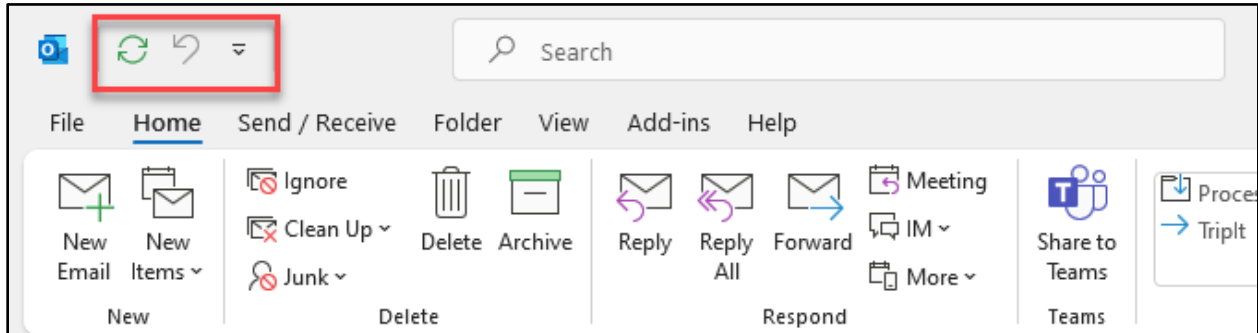 Search
File Home Send / Receive Folder View Add-ins Help
New Email
New Items
Ignore
Clean Up
Junk
Delete
Archive
Reply
Reply All
Forward
Meeting
IM
More
Share to Teams
TripIt
New Delete Respond Teams